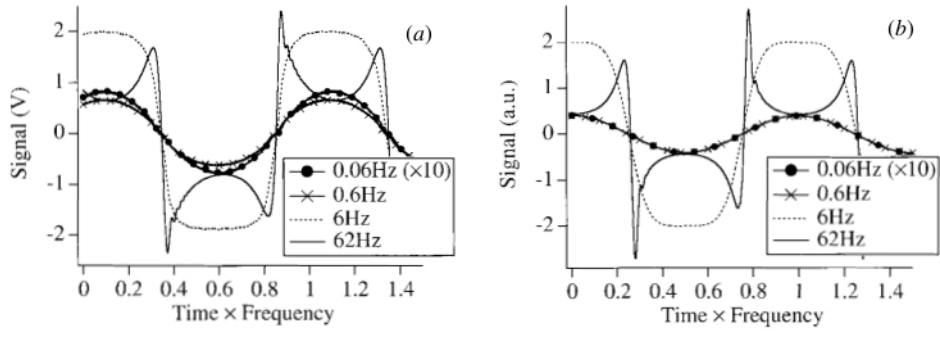 (a)
Signal (V)
2
1
0
-1
-2
0.06Hz (×10)
0.6Hz
6Hz
62Hz
0 0.2 0.4 0.6 0.8 1 1.2 1.4
Time × Frequency
(b)
Signal (a.u.)
2
1
0
-1
-2
0.06Hz (×10)
0.6Hz
6Hz
62Hz
0 0.2 0.4 0.6 0.8 1.0 1.2 1.4
Time × Frequency